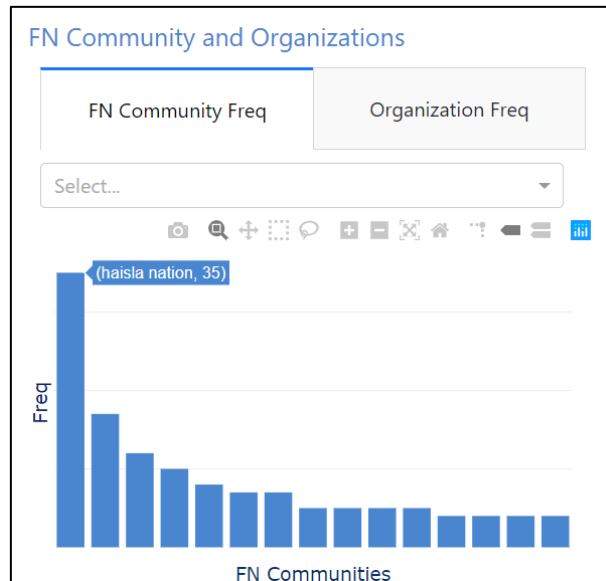 FN Community and Organizations
FN Community Freq
Organization Freq
Select...
(haisla nation, 35)
Freq
FN Communities